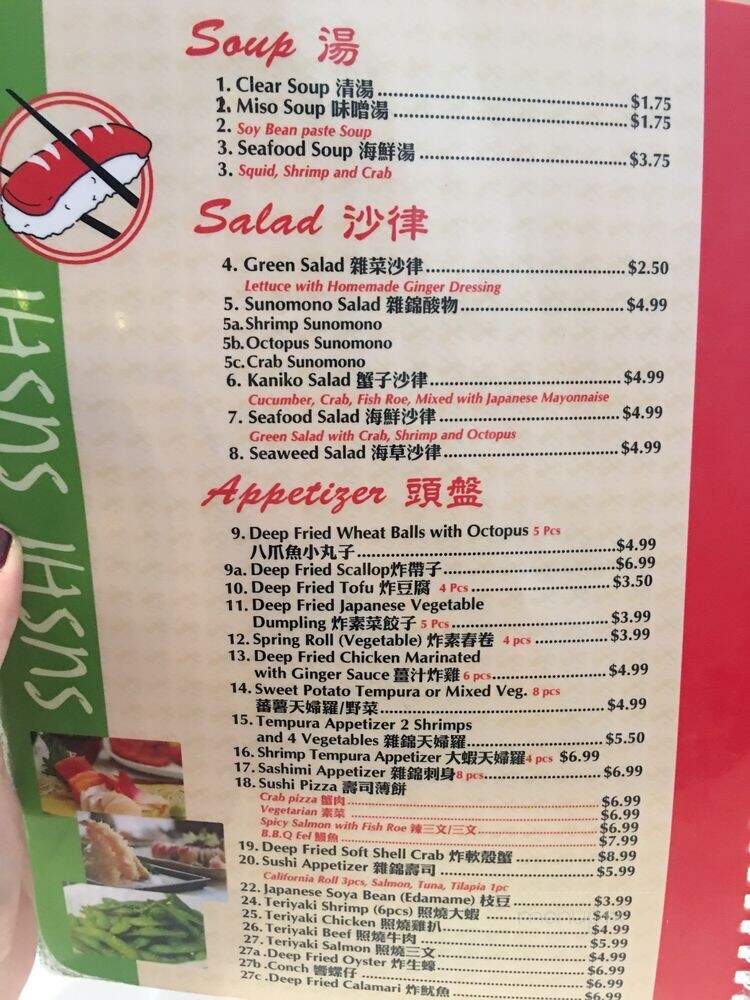 Soup 湯
1. Clear Soup 清湯 $1.75
2. Miso Soup 味噌湯 $1.75
2. Soy Bean paste Soup
3. Seafood Soup 海鮮湯 $3.75
3. Squid, Shrimp and Crab
Salad 沙律
4. Green Salad 雜菜沙律 $2.50
Lettuce with Homemade Ginger Dressing
5. Sunomono Salad 雜錦酸物 $4.99
5a. Shrimp Sunomono
5b. Octopus Sunomono
5c. Crab Sunomono
6. Kaniko Salad 蟹子沙律 $4.99
Cucumber, Crab, Fish Roe, Mixed with Japanese Mayonnaise
7. Seafood Salad 海鮮沙律 $4.99
Green Salad with Crab, Shrimp and Octopus
8. Seaweed Salad 海草沙律 $4.99
Appetizer 頭盤
9. Deep Fried Wheat Balls with Octopus 5 Pcs
八爪魚小丸子 $4.99
9a. Deep Fried Scallop炸帶子 $6.99
10. Deep Fried Tofu 炸豆腐 4 Pcs $3.50
11. Deep Fried Japanese Vegetable
Dumpling 炸素菜餃子 5 Pcs $3.99
12. Spring Roll (Vegetable) 炸素春卷 4 pcs $3.99
13. Deep Fried Chicken Marinated
with Ginger Sauce 薑汁炸雞 6 pcs $4.99
14. Sweet Potato Tempura or Mixed Veg. 8 pcs
蕃薯天婦羅/野菜 $4.99
15. Tempura Appetizer 2 Shrimps
and 4 Vegetables 雜錦天婦羅 $5.50
16. Shrimp Tempura Appetizer 大蝦天婦羅4 pcs $6.99
17. Sashimi Appetizer 雜錦刺身8 pcs $6.99
18. Sushi Pizza 壽司薄餅
Crab pizza 蟹肉 $6.99
Vegetarian 素菜 $6.99
Spicy Salmon with Fish Roe 辣三文/三文 $6.99
B.B.Q Eel 鰻魚 $7.99
19. Deep Fried Soft Shell Crab 炸軟殼蟹 $8.99
20. Sushi Appetizer 雜錦壽司 $5.99
California Roll 3pcs, Salmon, Tuna, Tilapia 1pc
22. Japanese Soya Bean (Edamame) 枝豆 $3.99
24. Teriyaki Shrimp (6pcs) 照燒大蝦 $4.99
25. Teriyaki Chicken 照燒雞扒 $4.99
26. Teriyaki Beef 照燒牛肉 $5.99
27. Teriyaki Salmon 照燒三文 $4.99
27a .Deep Fried Oyster 炸生蠔 $6.99
27b .Conch 響螺仔 $6.99
27c .Deep Fried Calamari 炸魷魚 $6.99
SUSHI SUSHI